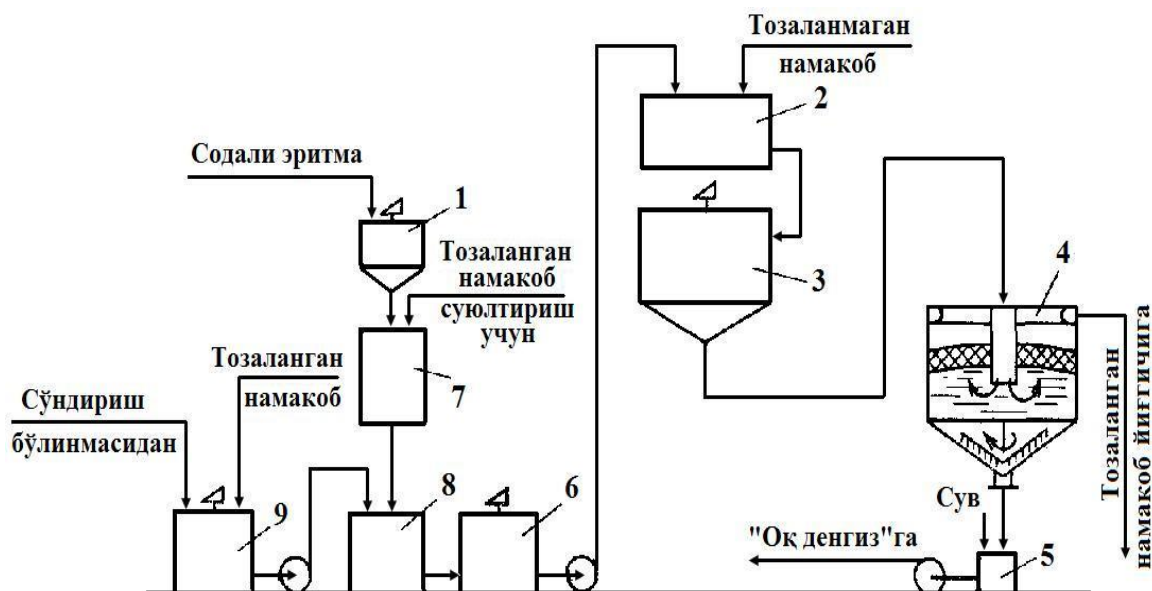 Тозаланмаган
намакоб
2
Содали эритма
1
Тозаланган
намакоб
суюлтириш
учун
3
4
Тозаланган
намакоб
7
Сўндириш
бўлинмасидан
Тозаланган
намакоб йиғгичига
9
8
6
Сув
"Оқ денгиз"га
5